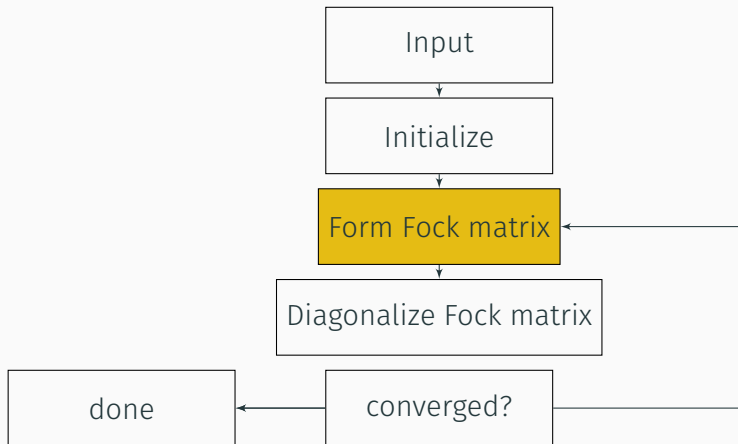 Input
Initialize
Form Fock matrix
Diagonalize Fock matrix
done
converged?